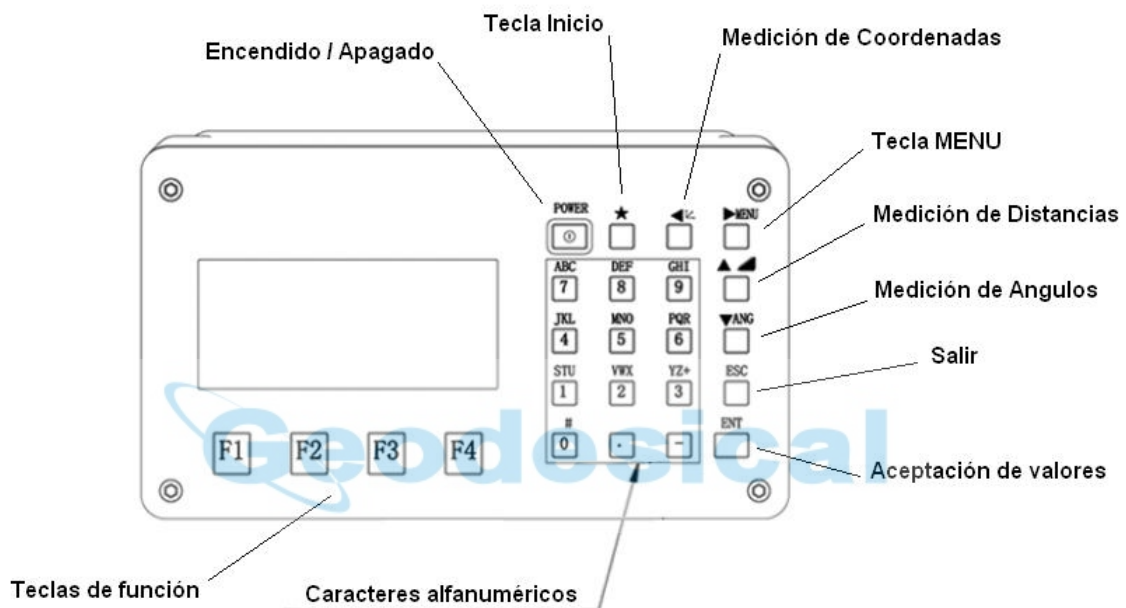 Tecla Inicio
Medición de Coordenadas
Encendido / Apagado
Tecla MENU
POWER
★
◀
▶MENU
Medición de Distancias
ABC DEF GHI
▲ ◢
7 8 9
Medición de Angulos
JKL MNO PQR ▼ANG
4 5 6
Salir
STU VWX YZ+ ESC
1 2 3
# ENT
F1 F2 F3 F4
0 . -
Geodesical
Aceptación de valores
Teclas de función
Caracteres alfanuméricos